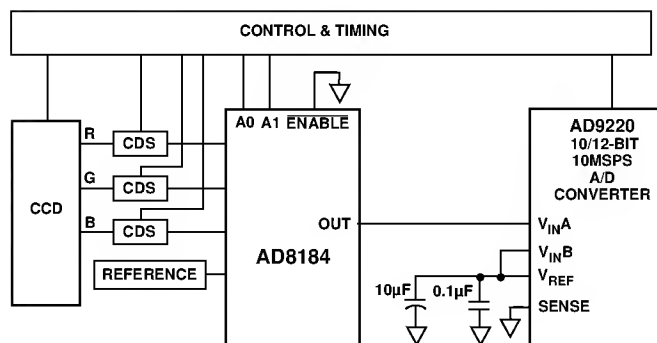 CONTROL & TIMING
R
G
B
CDS
CDS
CDS
CCD
REFERENCE
A0 A1 ENABLE
OUT
AD8184
10µF
0.1µF
AD9220
10/12-BIT
10MSPS
A/D
CONVERTER
VINA
VINB
VREF
SENSE